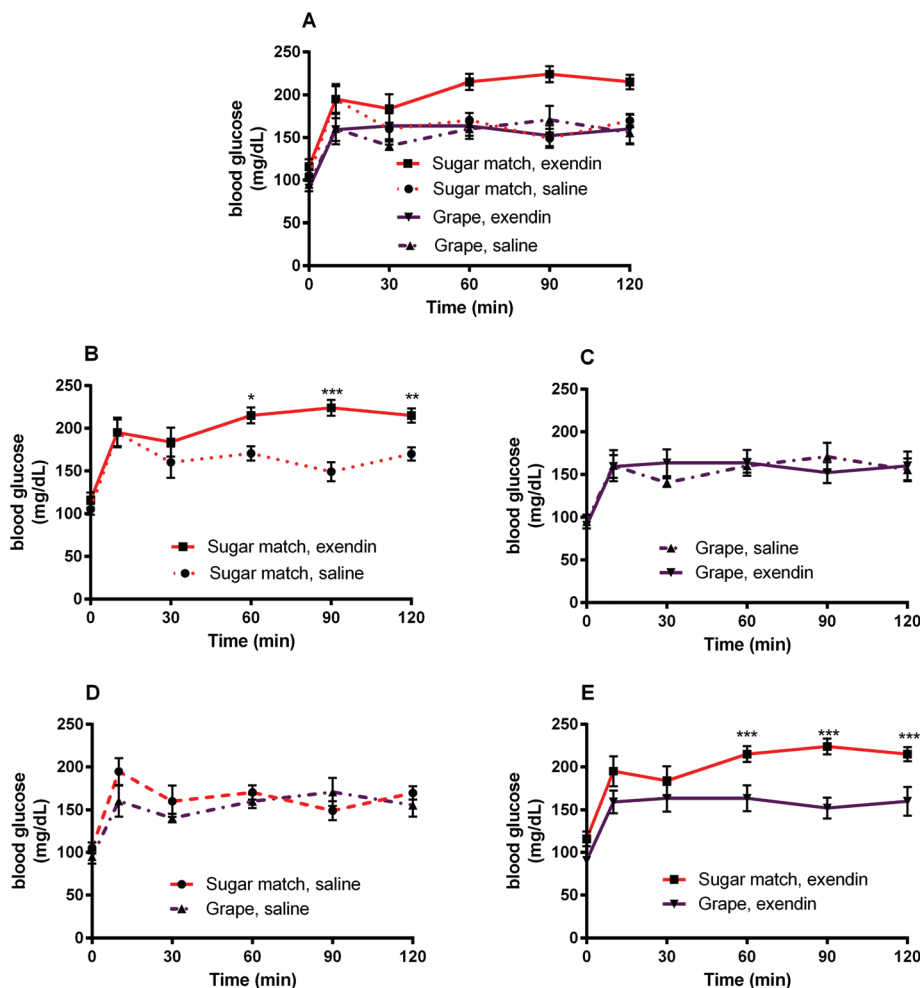 A
blood glucose
(mg/dL)
250
200
150
100
50
0
Sugar match, exendin
Sugar match, saline
Grape, exendin
Grape, saline
0 30 60 90 120
Time (min)
B
blood glucose
(mg/dL)
250
200
150
100
50
0
* *** **
Sugar match, exendin
Sugar match, saline
0 30 60 90 120
Time (min)
C
blood glucose
(mg/dL)
250
200
150
100
50
0
Grape, saline
Grape, exendin
0 30 60 90 120
Time (min)
D
blood glucose
(mg/dL)
250
200
150
100
50
0
Sugar match, saline
Grape, saline
0 30 60 90 120
Time (min)
E
blood glucose
(mg/dL)
250
200
150
100
50
0
*** *** ***
Sugar match, exendin
Grape, exendin
0 30 60 90 120
Time (min)